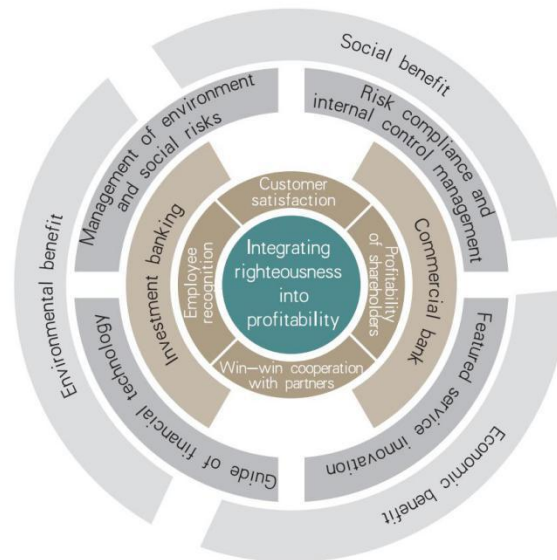 Social benefit
Risk compliance and
internal control management
Management of environment
and social risks
Environmental benefit
Investment banking
Commercial bank
Customer
satisfaction
Employee
recognition
Integrating
righteousness
into
profitability
Profitability
of shareholders
Win-win cooperation
with partners
Guide of financial technology
Featured service innovation
Economic benefit